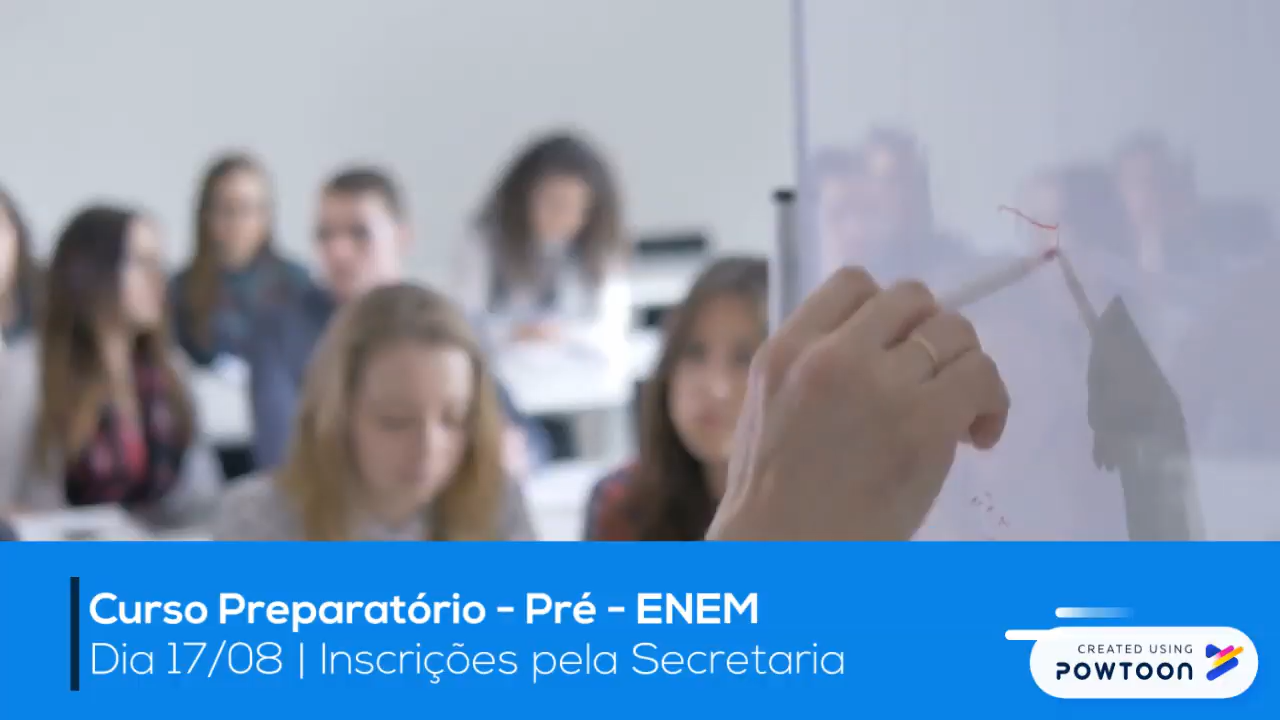 Curso Preparatório - Pré - ENEM
Dia 17/08 | Inscrições pela Secretaria
CREATED USING
POWTOON